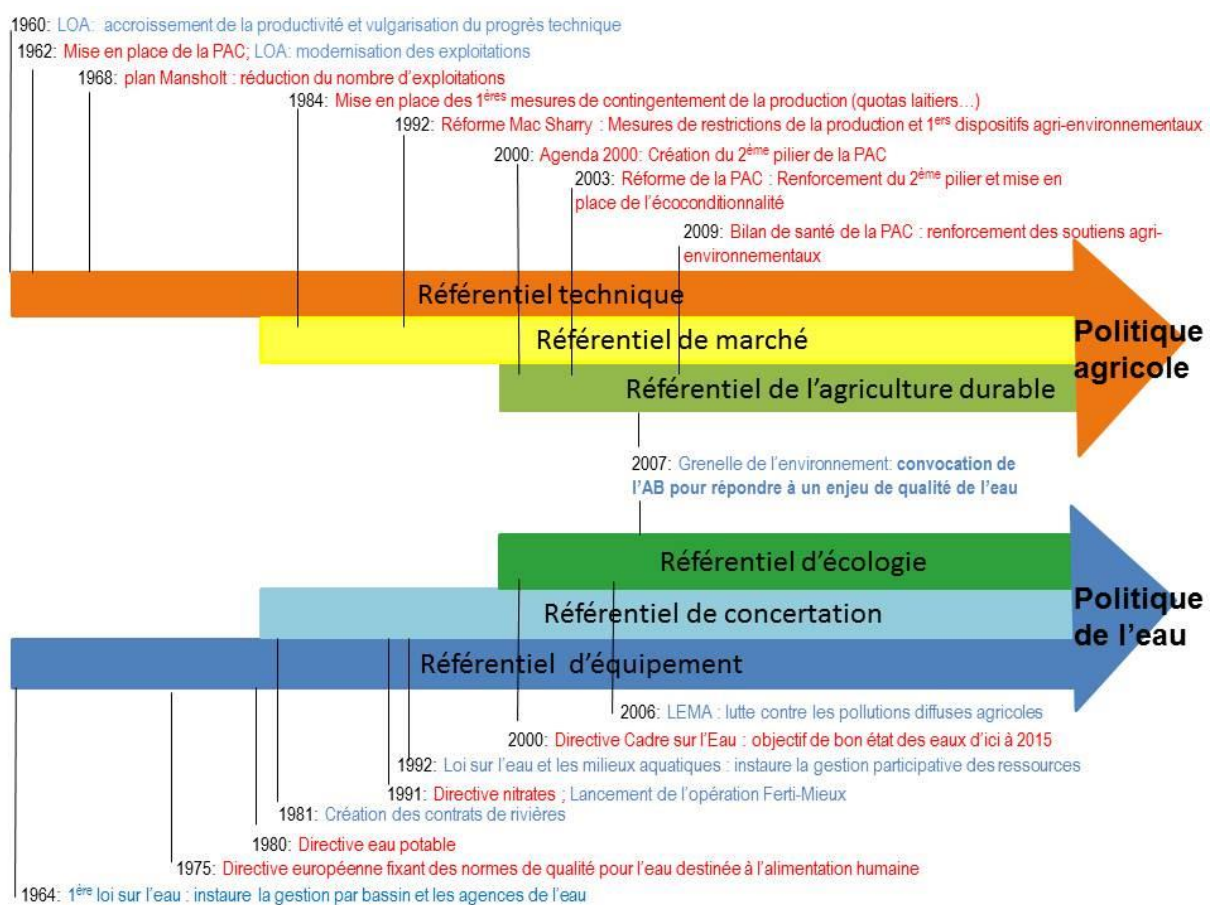 1960: LOA: accroissement de la productivité et vulgarisation du progrès technique
1962: Mise en place de la PAC; LOA: modernisation des exploitations
1968: plan Mansholt : réduction du nombre d'exploitations
1984: Mise en place des 1ères mesures de contingentement de la production (quotas laitiers…)
1992: Réforme Mac Sharry : Mesures de restrictions de la production et 1ers dispositifs agri-environnementaux
2000: Agenda 2000: Création du 2ème pilier de la PAC
2003: Réforme de la PAC : Renforcement du 2ème pilier et mise en
place de l'écoconditionnalité
2009: Bilan de santé de la PAC : renforcement des soutiens agri-
environnementaux
Référentiel technique
Référentiel de marché
Référentiel de l'agriculture durable
Politique
agricole
2007: Grenelle de l'environnement: convocation de
l'AB pour répondre à un enjeu de qualité de l'eau
Référentiel d'écologie
Référentiel de concertation
Référentiel d'équipement
Politique
de l'eau
2006: LEMA : lutte contre les pollutions diffuses agricoles
2000: Directive Cadre sur l'Eau : objectif de bon état des eaux d'ici à 2015
1992: Loi sur l'eau et les milieux aquatiques : instaure la gestion participative des ressources
1991: Directive nitrates ; Lancement de l'opération Ferti-Mieux
1981: Création des contrats de rivières
1980: Directive eau potable
1975: Directive européenne fixant des normes de qualité pour l'eau destinée à l'alimentation humaine
1964: 1ère loi sur l'eau : instaure la gestion par bassin et les agences de l'eau